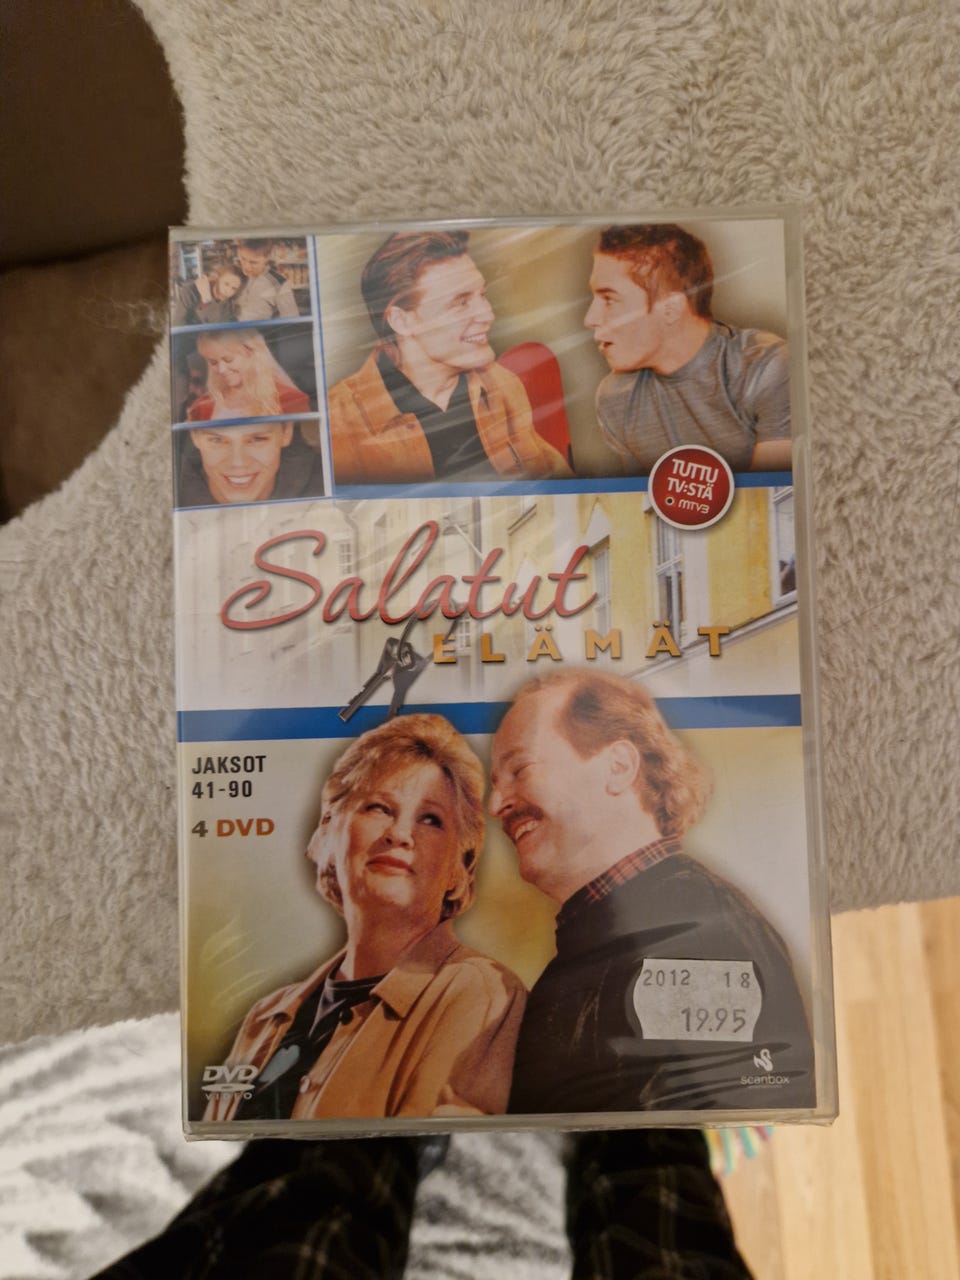 TUTTU
TV:STÄ
MTV3
Salatut
ELÄMÄT
JAKSOT
41-90
4 DVD
2012 18
19.95
DVD
VIDEO
scanbox